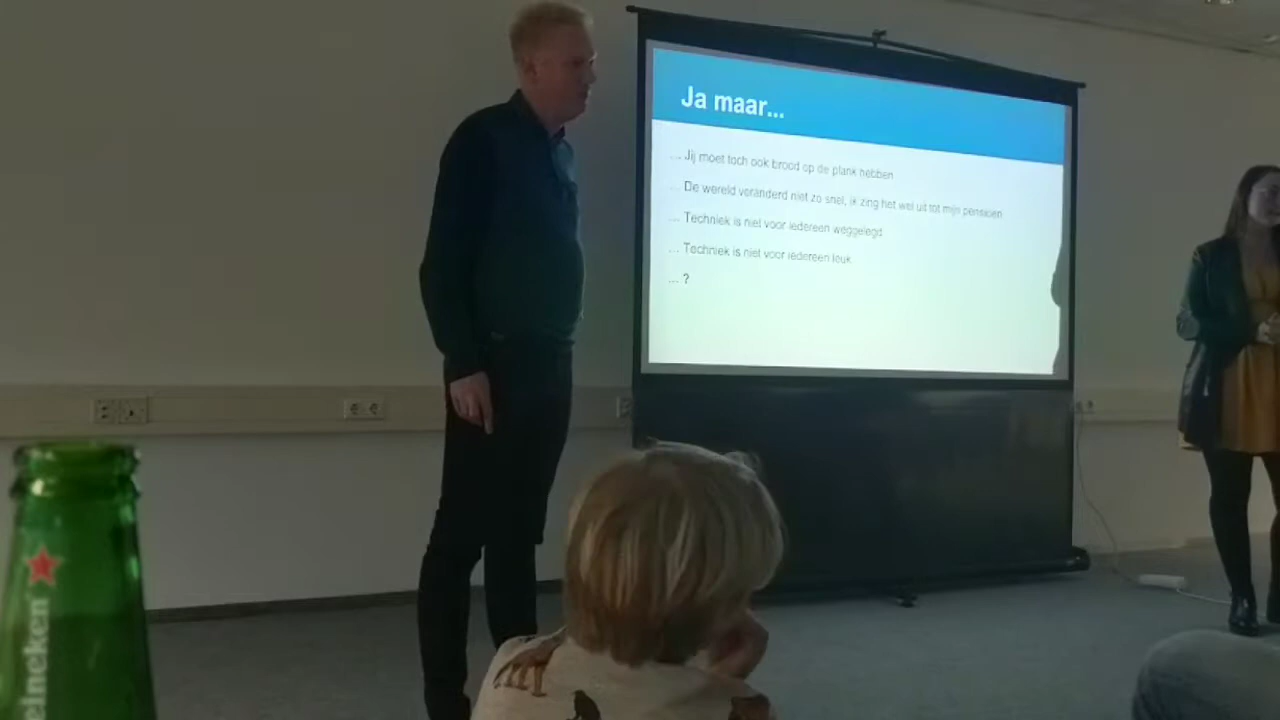 Ja maar...
... Jij moet toch ook brood op de plank hebben
... De wereld veranderd niet zo snel, ik zing het wel uit tot mijn pensioen
... Techniek is niet voor iedereen weggelegd
... Techniek is niet voor iedereen leuk
... ?
eineken